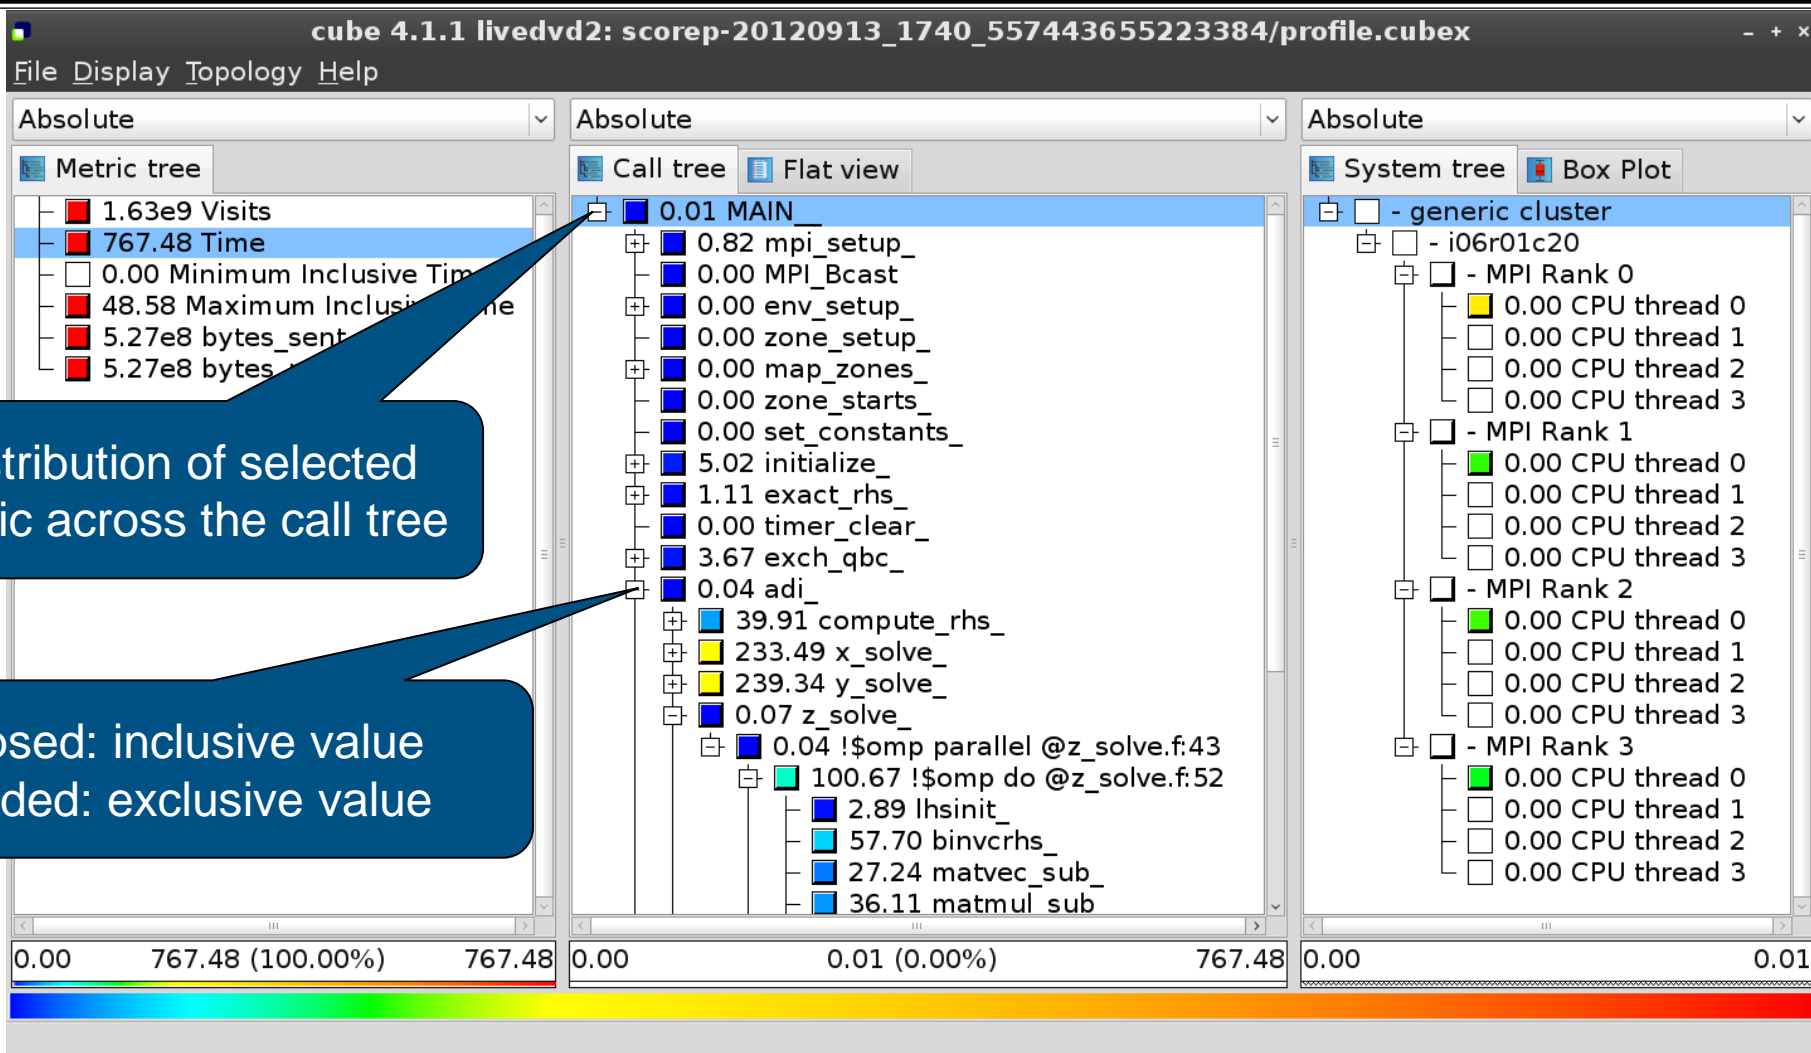 cube 4.1.1 livedvd2: scorep-20120913_1740_557443655223384/profile.cubex
File Display Topology Help
Absolute
Metric tree
1.63e9 Visits
767.48 Time
0.00 Minimum Inclusive
48.58 Maximum
5.27e8 bytes_sent
5.27e8 bytes
0.00 767.48 (100.00%) 767.48
Absolute
Call tree Flat view
0.01 MAIN__
0.82 mpi_setup_
0.00 MPI_Bcast
0.00 env_setup_
0.00 zone_setup_
0.00 map_zones_
0.00 zone_starts_
0.00 set_constants_
5.02 initialize_
1.11 exact_rhs_
0.00 timer_clear_
3.67 exch_qbc_
0.04 adi_
39.91 compute_rhs_
233.49 x_solve_
239.34 y_solve_
0.07 z_solve_
0.04 !$omp parallel @z_solve.f:43
100.67 !$omp do @z_solve.f:52
2.89 lhsinit_
57.70 binvcrhs_
27.24 matvec_sub_
36.11 matmul_sub
0.00 0.01 (0.00%) 767.48
Absolute
System tree Box Plot
- generic cluster
- i06r01c20
- MPI Rank 0
0.00 CPU thread 0
0.00 CPU thread 1
0.00 CPU thread 2
0.00 CPU thread 3
- MPI Rank 1
0.00 CPU thread 0
0.00 CPU thread 1
0.00 CPU thread 2
0.00 CPU thread 3
- MPI Rank 2
0.00 CPU thread 0
0.00 CPU thread 1
0.00 CPU thread 2
0.00 CPU thread 3
- MPI Rank 3
0.00 CPU thread 0
0.00 CPU thread 1
0.00 CPU thread 2
0.00 CPU thread 3
0.00 0.01
tribution of selected
ic across the call tree
osed: inclusive value
ded: exclusive value